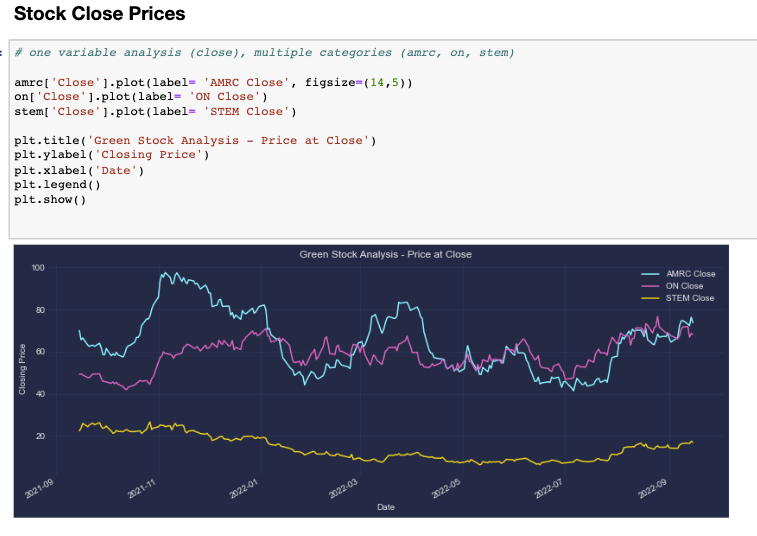 Stock Close Prices
: # one variable analysis (close), multiple categories (amrc, on, stem)
amrc['Close'].plot(label= 'AMRC Close', figsize=(14,5))
on['Close'].plot(label= 'ON Close')
stem['Close'].plot(label= 'STEM Close')
plt.title('Green Stock Analysis - Price at Close')
plt.ylabel('Closing Price')
plt.xlabel('Date')
plt.legend()
plt.show()
Green Stock Analysis - Price at Close
AMRC Close
ON Close
STEM Close
100
80
60
40
20
Closing Price
2021-09
2021-11
2022-01
2022-03
2022-05
2022-07
2022-09
Date